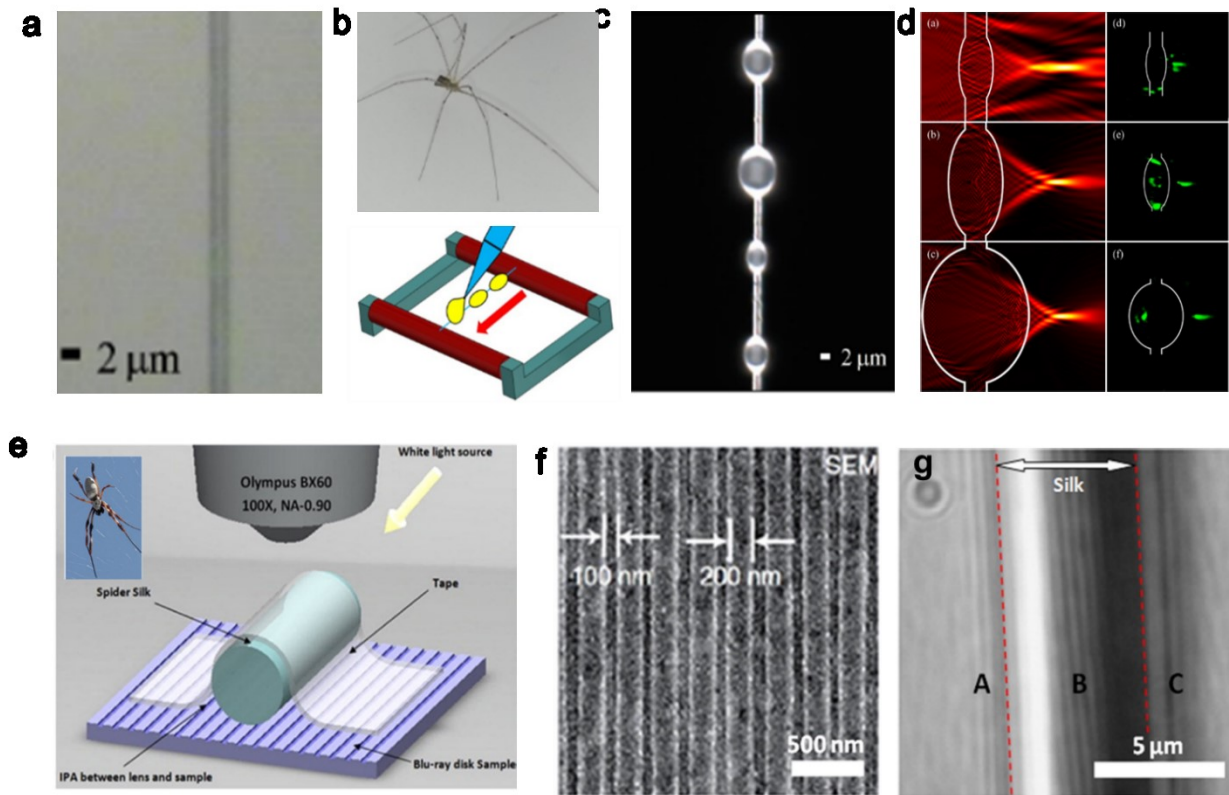 a
b
c
d
2 μm
2 μm
(a)
(d)
(b)
(e)
(c)
(f)
e
White light source
Olympus BX60
100X, NA-0.90
Spider Silk
Tape
IPA between lens and sample
Blu-ray disk Sample
f
SEM
100 nm
200 nm
500 nm
g
Silk
A
B
C
5 μm